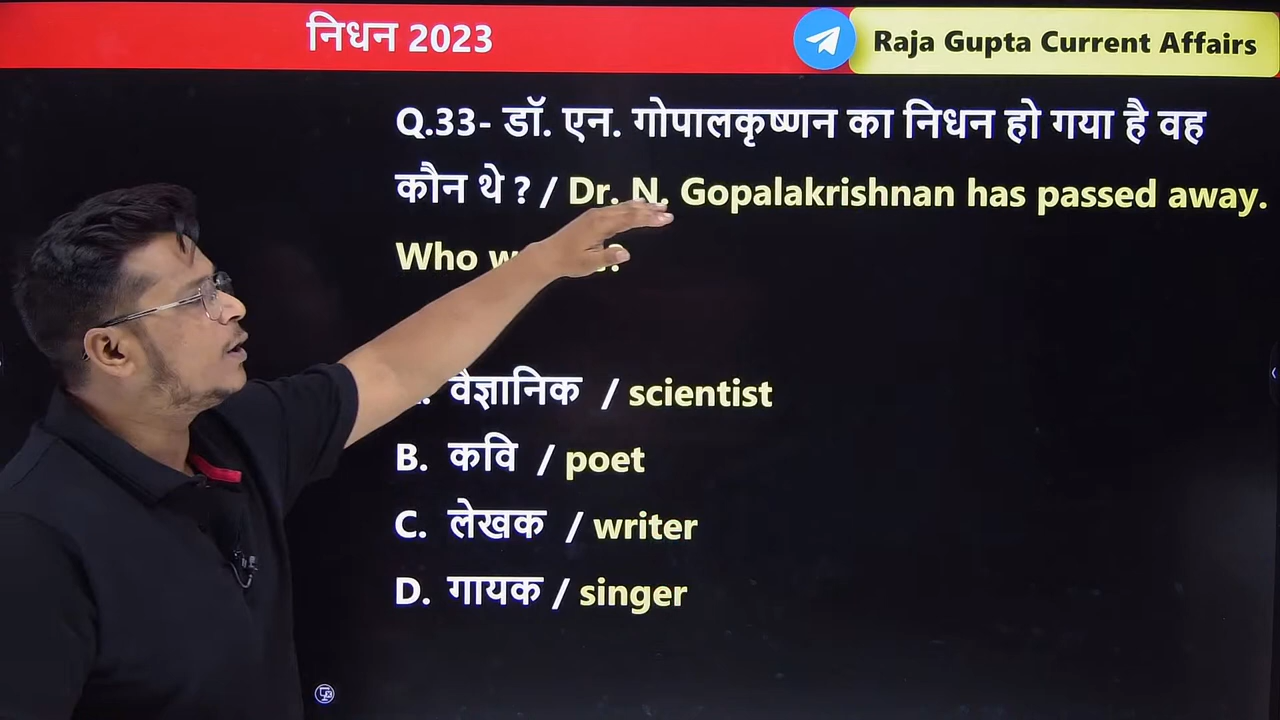 निधन 2023
Raja Gupta Current Affairs
Q.33- डॉ. एन. गोपालकृष्णन का निधन हो गया है वह
कौन थे ? / Dr. N. Gopalakrishnan has passed away.
Who
वैज्ञानिक / scientist
B. कवि / poet
C. लेखक / writer
D. गायक / singer